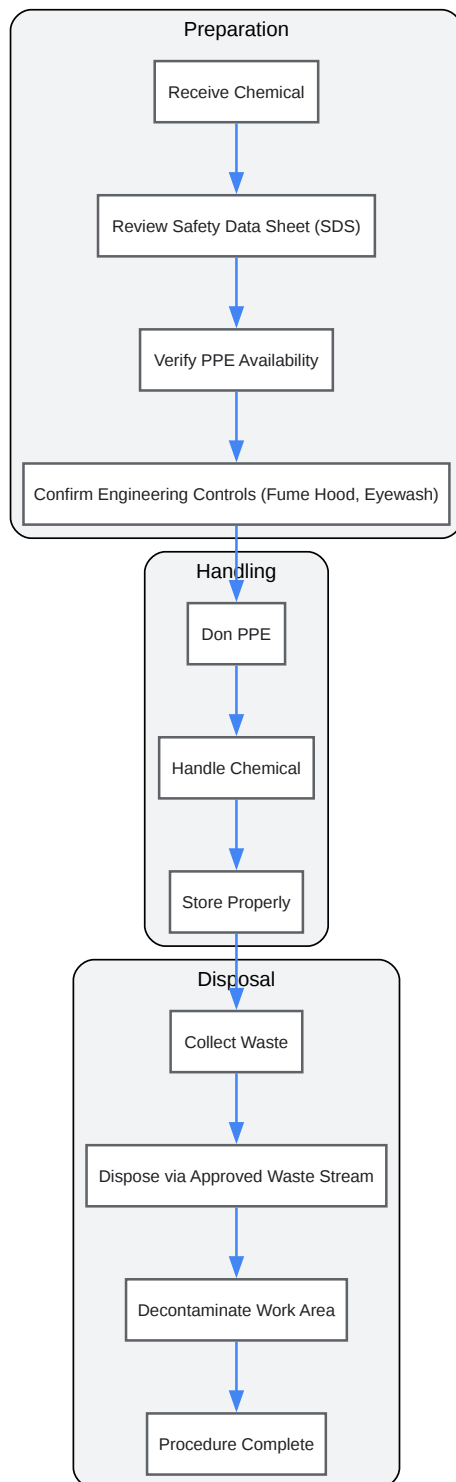 Preparation
Receive Chemical
Review Safety Data Sheet (SDS)
Verify PPE Availability
Confirm Engineering Controls (Fume Hood, Eyewash)
Handling
Don PPE
Handle Chemical
Store Properly
Disposal
Collect Waste
Dispose via Approved Waste Stream
Decontaminate Work Area
Procedure Complete